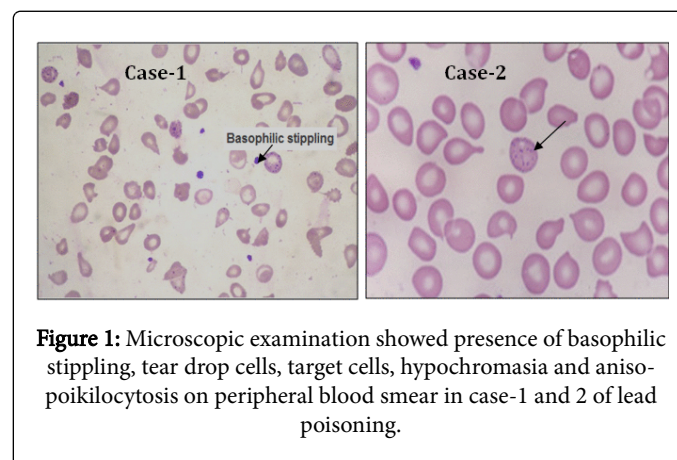 Case-1
Case-2
Basophilic stippling
Figure 1: Microscopic examination showed presence of basophilic
stippling, tear drop cells, target cells, hypochromasia and aniso-
poikilocytosis on peripheral blood smear in case-1 and 2 of lead
poisoning.